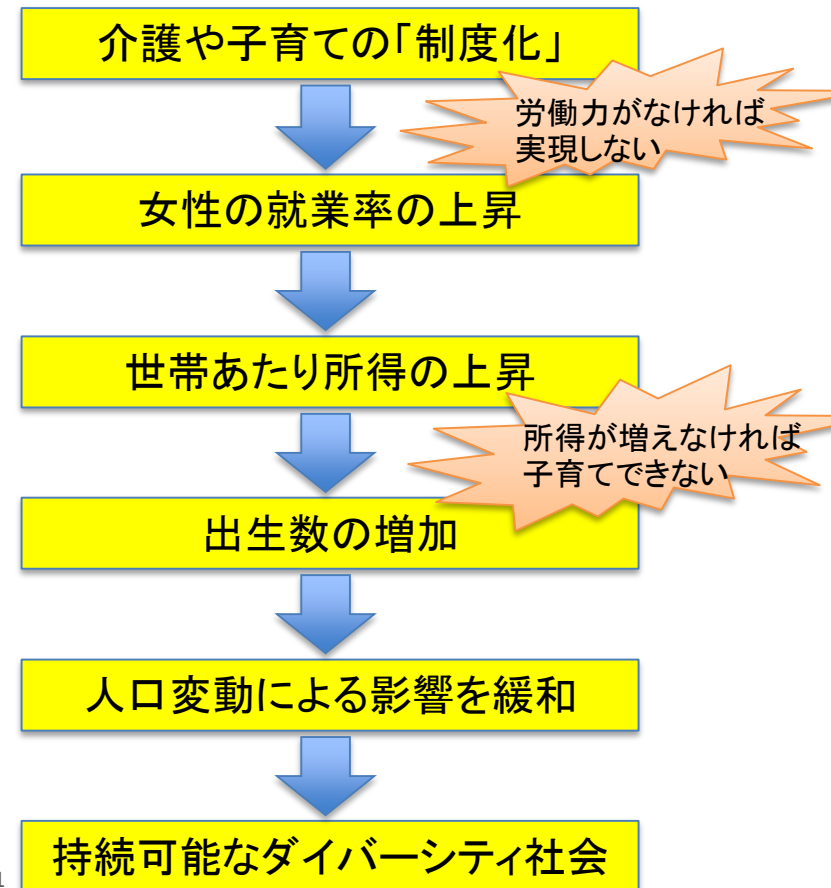 介護や子育ての「制度化」
労働力がなければ
実現しない
女性の就業率の上昇
世帯あたり所得の上昇
所得が増えなければ
子育てできない
出生数の増加
人口変動による影響を緩和
持続可能なダイバーシティ社会
1